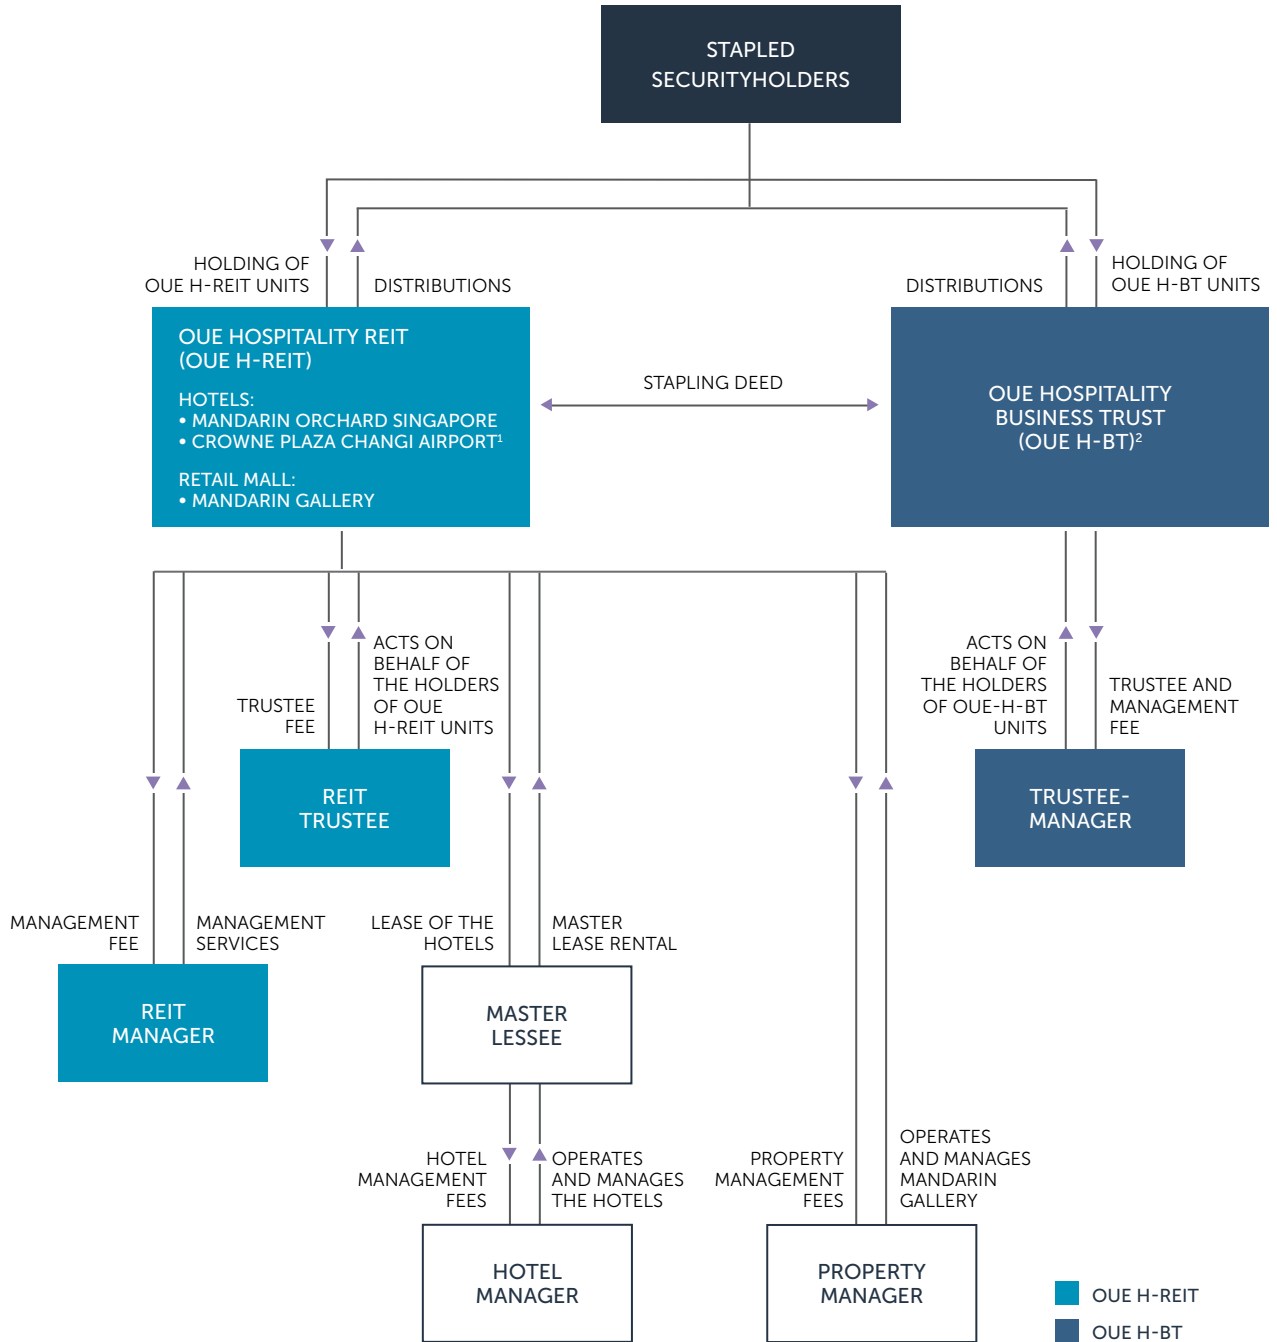 STAPLED
SECURITYHOLDERS
HOLDING OF
OUE H-REIT UNITS
DISTRIBUTIONS
DISTRIBUTIONS
HOLDING OF
OUE H-BT UNITS
OUE HOSPITALITY REIT
(OUE H-REIT)
HOTELS:
• MANDARIN ORCHARD SINGAPORE
• CROWNE PLAZA CHANGI AIRPORT¹
RETAIL MALL:
• MANDARIN GALLERY
STAPLING DEED
OUE HOSPITALITY
BUSINESS TRUST
(OUE H-BT)²
TRUSTEE
FEE
ACTS ON
BEHALF OF
THE HOLDERS
OF OUE
H-REIT UNITS
ACTS ON
BEHALF OF
THE HOLDERS
OF OUE-H-BT
UNITS
TRUSTEE AND
MANAGEMENT
FEE
REIT
TRUSTEE
TRUSTEE-
MANAGER
MANAGEMENT
FEE
MANAGEMENT
SERVICES
LEASE OF THE
HOTELS
MASTER
LEASE RENTAL
REIT
MANAGER
MASTER
LESSEE
HOTEL
MANAGEMENT
FEES
OPERATES
AND MANAGES
THE HOTELS
PROPERTY
MANAGEMENT
FEES
OPERATES
AND MANAGES
MANDARIN
GALLERY
HOTEL
MANAGER
PROPERTY
MANAGER
OUE H-REIT
OUE H-BT